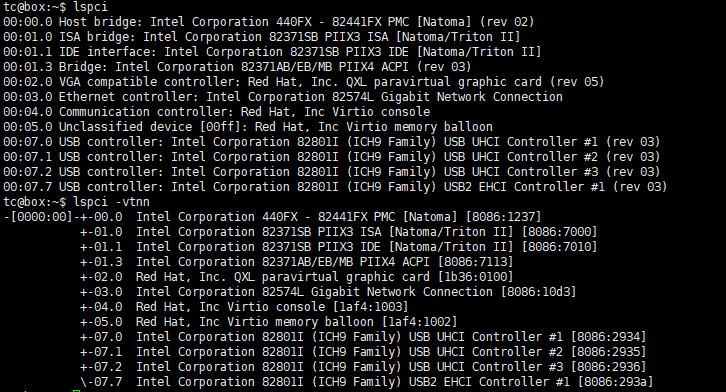 tc@box:~$ lspci
00:00.0 Host bridge: Intel Corporation 440FX - 82441FX PMC [Natoma] (rev 02)
00:01.0 ISA bridge: Intel Corporation 82371SB PIIX3 ISA [Natoma/Triton II]
00:01.1 IDE interface: Intel Corporation 82371SB PIIX3 IDE [Natoma/Triton II]
00:01.3 Bridge: Intel Corporation 82371AB/EB/MB PIIX4 ACPI (rev 03)
00:02.0 VGA compatible controller: Red Hat, Inc. QXL paravirtual graphic card (rev 05)
00:03.0 Ethernet controller: Intel Corporation 82574L Gigabit Network Connection
00:04.0 Communication controller: Red Hat, Inc Virtio console
00:05.0 Unclassified device [00ff]: Red Hat, Inc Virtio memory balloon
00:07.0 USB controller: Intel Corporation 82801I (ICH9 Family) USB UHCI Controller #1 (rev 03)
00:07.1 USB controller: Intel Corporation 82801I (ICH9 Family) USB UHCI Controller #2 (rev 03)
00:07.2 USB controller: Intel Corporation 82801I (ICH9 Family) USB UHCI Controller #3 (rev 03)
00:07.7 USB controller: Intel Corporation 82801I (ICH9 Family) USB2 EHCI Controller #1 (rev 03)
tc@box:~$ lspci -vtnn
-[0000:00]-+-00.0  Intel Corporation 440FX - 82441FX PMC [Natoma] [8086:1237]
           +-01.0  Intel Corporation 82371SB PIIX3 ISA [Natoma/Triton II] [8086:7000]
           +-01.1  Intel Corporation 82371SB PIIX3 IDE [Natoma/Triton II] [8086:7010]
           +-01.3  Intel Corporation 82371AB/EB/MB PIIX4 ACPI [8086:7113]
           +-02.0  Red Hat, Inc. QXL paravirtual graphic card [1b36:0100]
           +-03.0  Intel Corporation 82574L Gigabit Network Connection [8086:10d3]
           +-04.0  Red Hat, Inc Virtio console [1af4:1003]
           +-05.0  Red Hat, Inc Virtio memory balloon [1af4:1002]
           +-07.0  Intel Corporation 82801I (ICH9 Family) USB UHCI Controller #1 [8086:2934]
           +-07.1  Intel Corporation 82801I (ICH9 Family) USB UHCI Controller #2 [8086:2935]
           +-07.2  Intel Corporation 82801I (ICH9 Family) USB UHCI Controller #3 [8086:2936]
           \-07.7  Intel Corporation 82801I (ICH9 Family) USB2 EHCI Controller #1 [8086:293a]